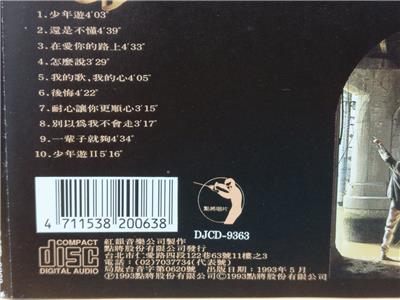 1. 少年遊4'03"
2. 還是不懂4'39"
3. 在愛你的路上4'33"
4. 怎麼說3'29"
5. 我的歌,我的心4'05"
6. 後悔4'22"
7. 耐心讓你更順心3'15"
8. 別以為我不會走3'17"
9. 一輩子就夠4'34"
10. 少年遊II5'16"
4 711538 200638
點將唱片
DJCD-9363
COMPACT
disc
DIGITAL AUDIO
紅韻音樂公司製作
點將股份有限公司發行
台北市仁愛路四段122巷63號11樓之3
電話:(02)7037734(代表號)
局版台音字第0620號 出版日期:1993年5月
Ⓟ1993點將股份有限公司 ©1993點將股份有限公司